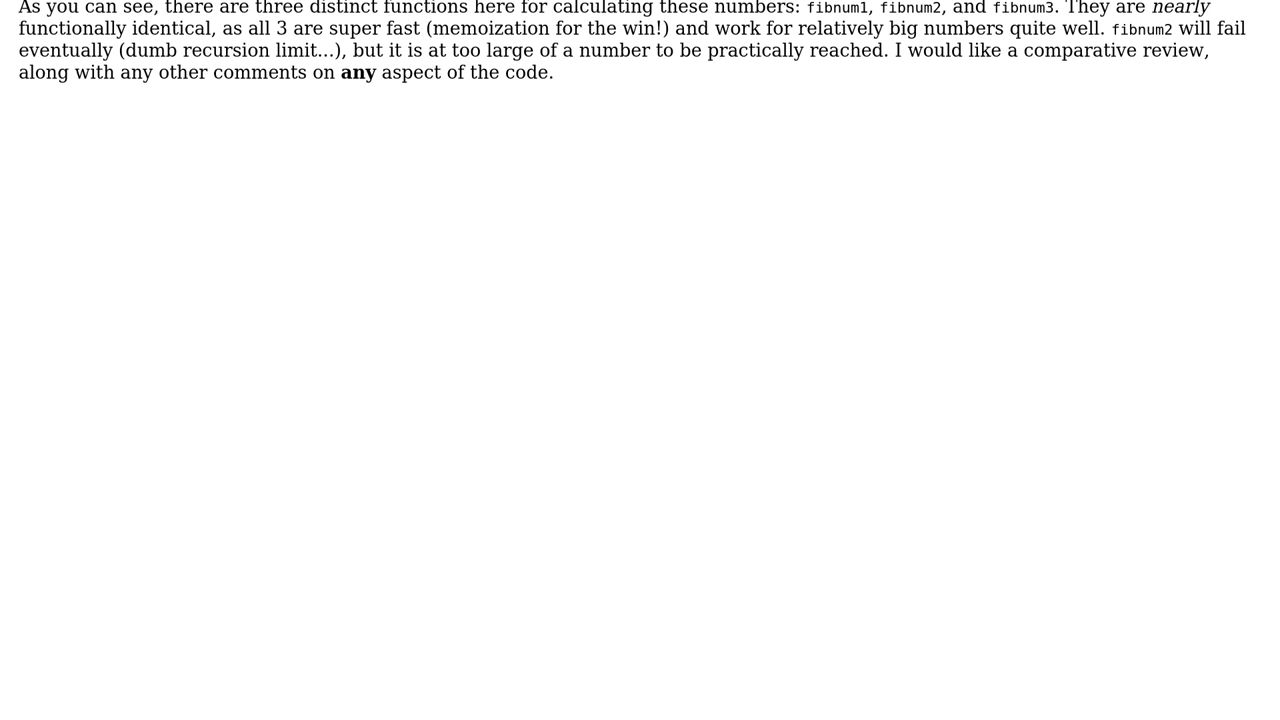 As you can see, there are three distinct functions here for calculating these numbers: fibnum1, fibnum2, and fibnum3. They are nearly
functionally identical, as all 3 are super fast (memoization for the win!) and work for relatively big numbers quite well. fibnum2 will fail
eventually (dumb recursion limit...), but it is at too large of a number to be practically reached. I would like a comparative review,
along with any other comments on any aspect of the code.